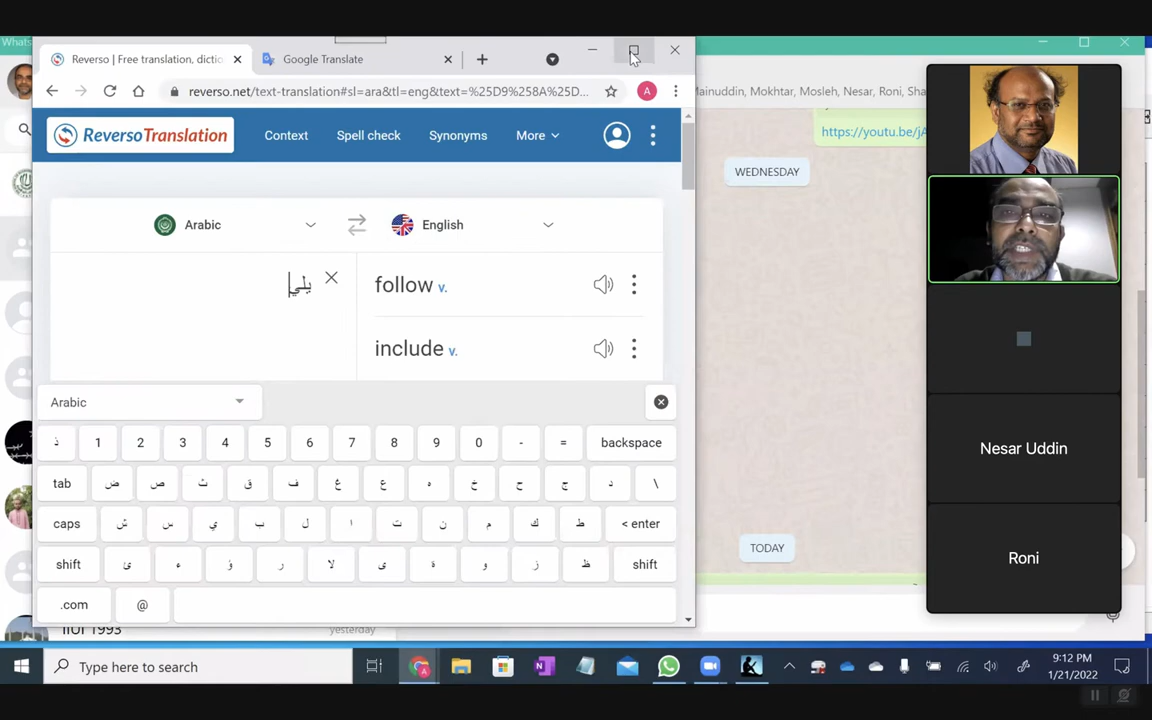 Reverso | Free translation, dictio
Google Translate
reverso.net/text-translation#sl=ara&tl=eng&text=%25D9%258A%25D...
A
ReversoTranslation
Context
Spell check
Synonyms
More
Arabic
English
يلي
follow v.
include v.
Arabic
ذ 1 2 3 4 5 6 7 8 9 0 - = backspace
tab ض ص ث ق ف غ ع ه خ ح ج د \
caps ش س ي ب ل ا ت ن م ك ط < enter
shift ئ ء ؤ ر لا ى ة و ز ظ shift
.com @
IIUI 1993
yesterday
Mainuddin, Mokhtar, Mosleh, Nesar, Roni, Sha
https://youtu.be/jA
WEDNESDAY
TODAY
Nesar Uddin
Roni
Type here to search
9:12 PM
1/21/2022